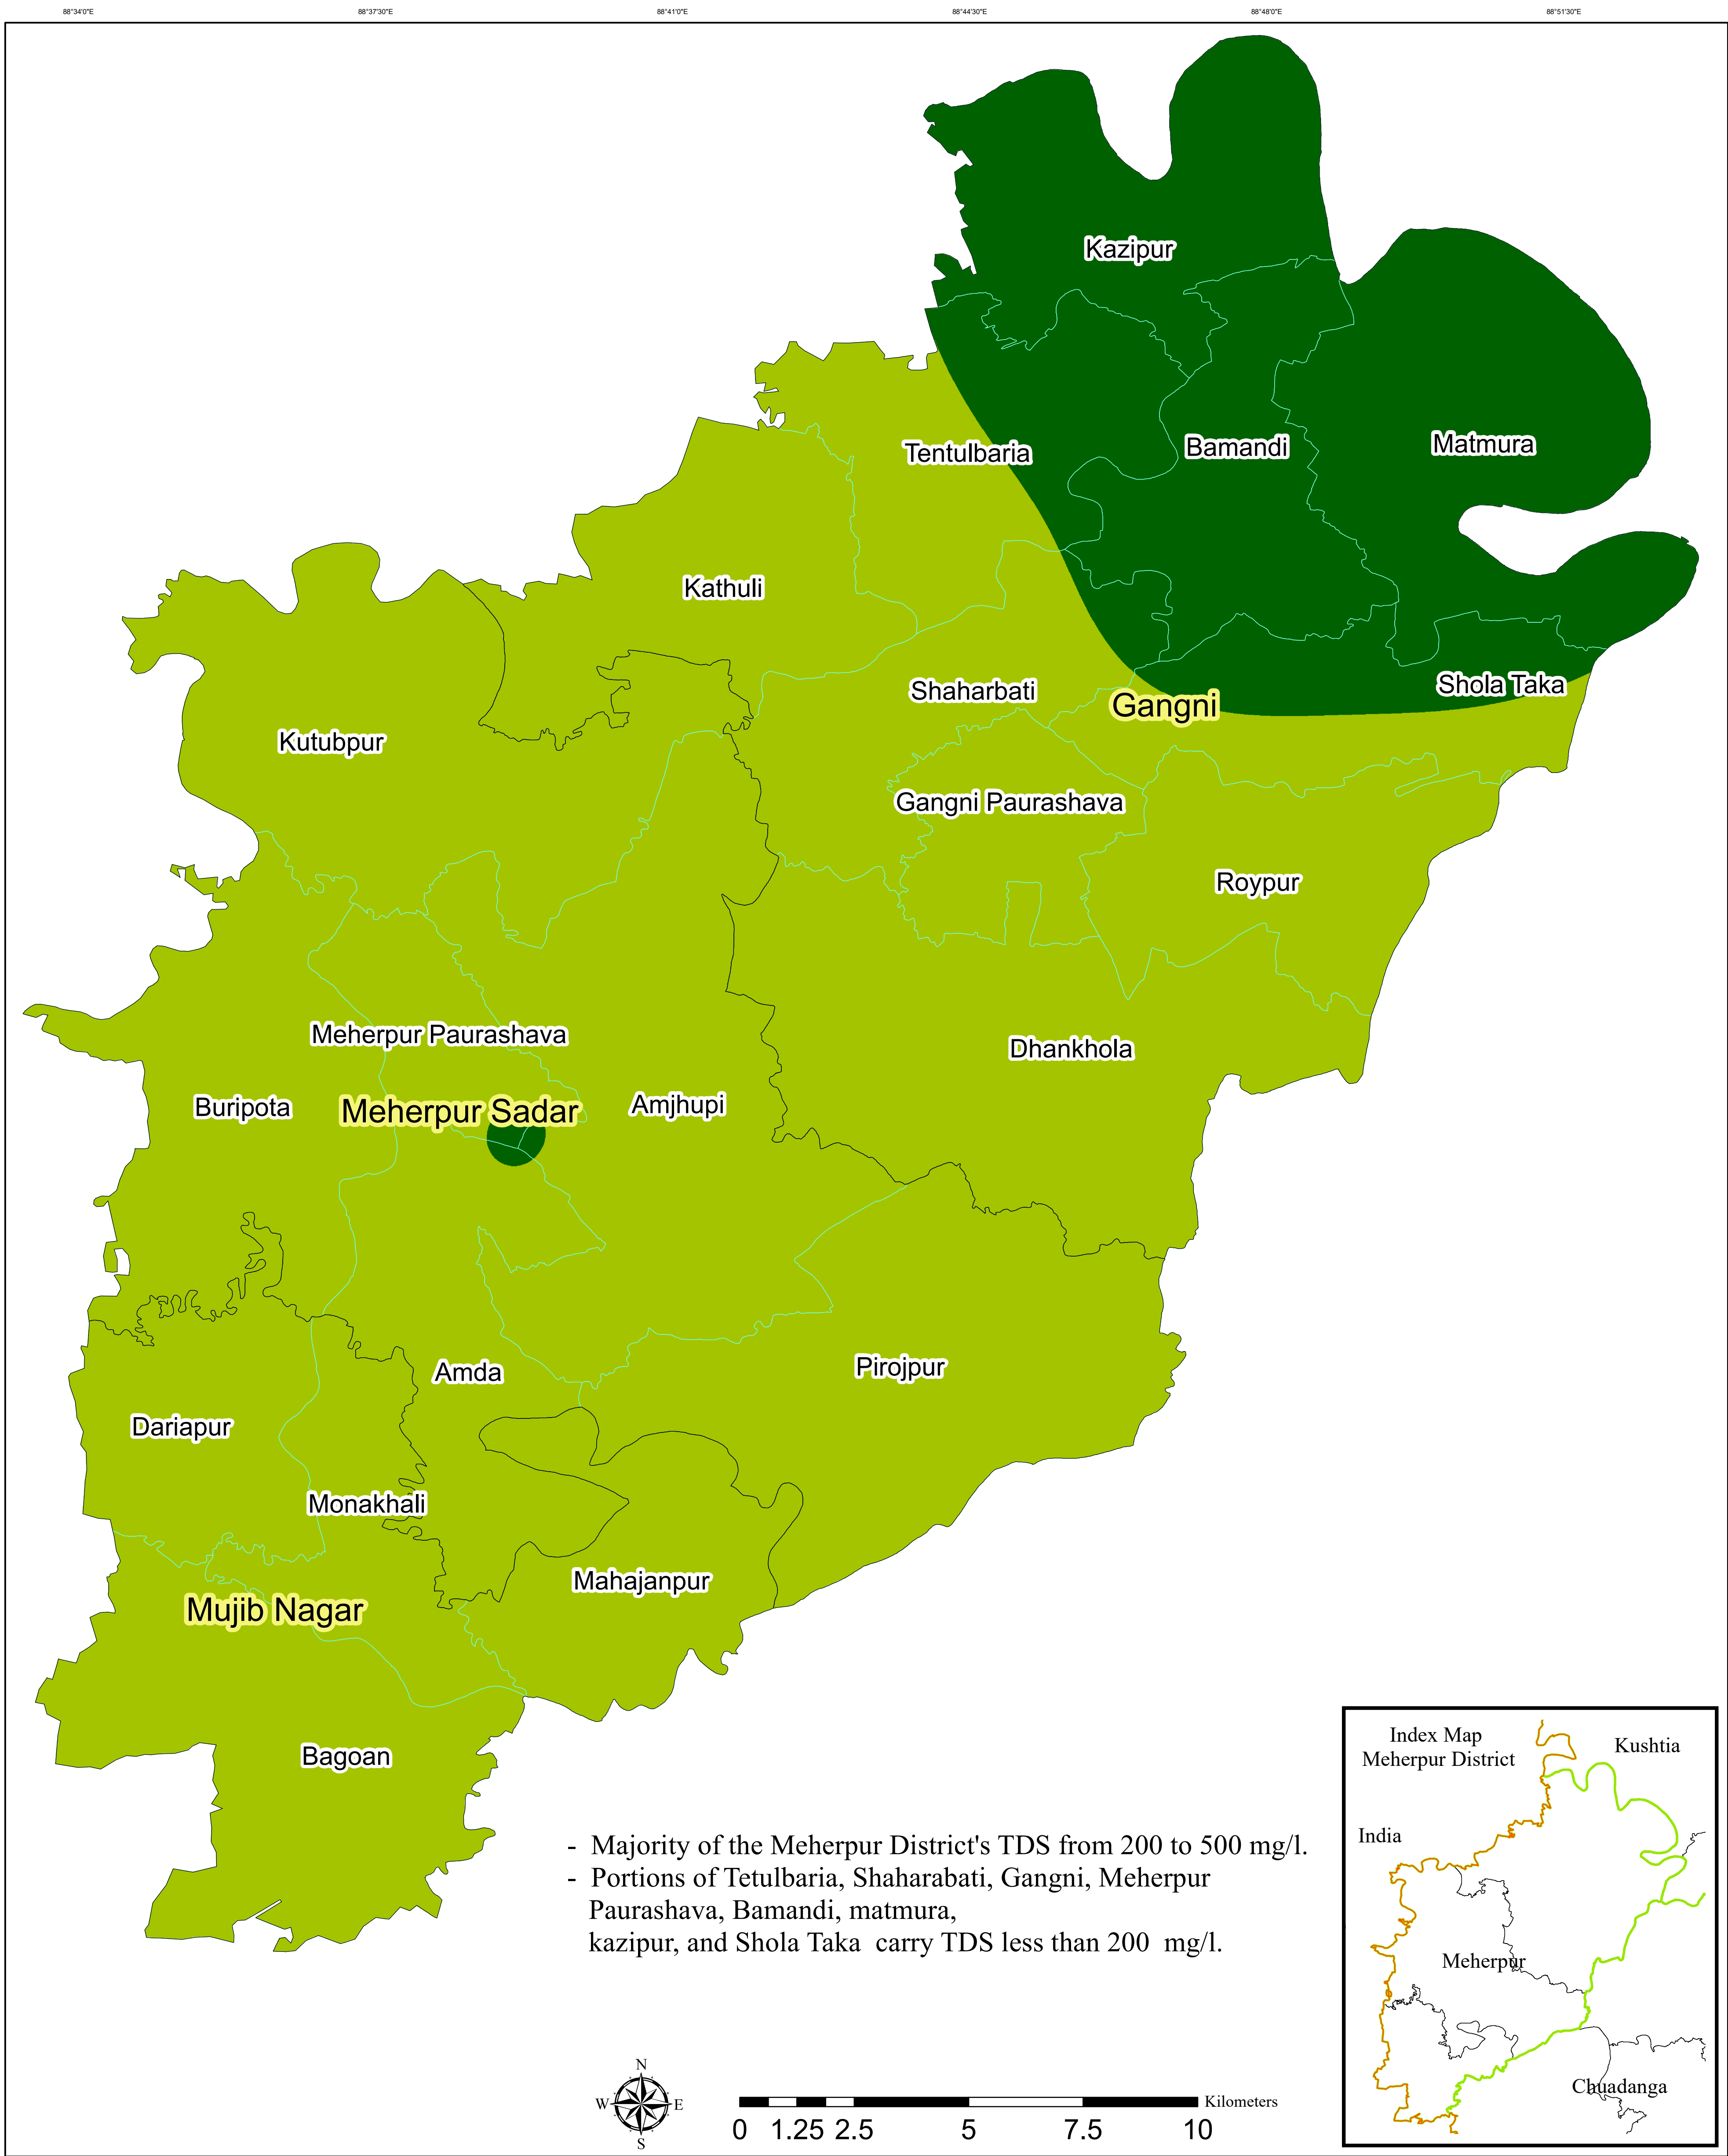 88°34'0"E 88°37'30"E 88°41'0"E 88°44'30"E 88°48'0"E 88°51'30"E
Kazipur
Tentulbaria
Bamandi
Matmura
Kathuli
Shaharbati
Shola Taka
Gangni
Kutubpur
Gangni Paurashava
Roypur
Meherpur Paurashava
Dhankhola
Buripota
Meherpur Sadar
Amjhupi
Amda
Pirojpur
Dariapur
Monakhali
Mahajanpur
Mujib Nagar
Bagoan
- Majority of the Meherpur District's TDS from 200 to 500 mg/l.
- Portions of Tetulbaria, Shaharabati, Gangni, Meherpur
Paurashava, Bamandi, matmura,
kazipur, and Shola Taka carry TDS less than 200 mg/l.
N
W E
S
Kilometers
0 1.25 2.5 5 7.5 10
Index Map
Meherpur District
Kushtia
India
Meherpur
Chuadanga